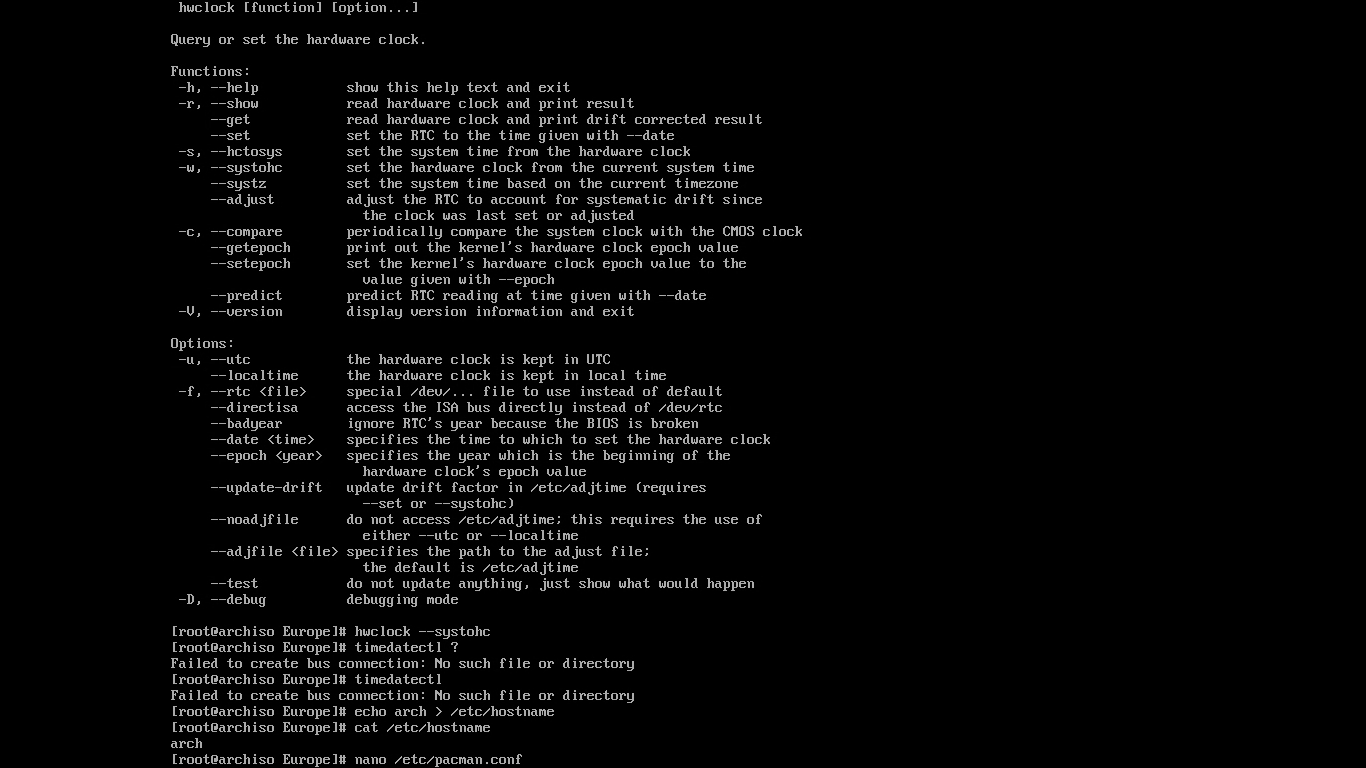 hwclock [function] [option...]

Query or set the hardware clock.

Functions:
 -h, --help           show this help text and exit
 -r, --show           read hardware clock and print result
     --get            read hardware clock and print drift corrected result
     --set            set the RTC to the time given with --date
 -s, --hctosys        set the system time from the hardware clock
 -w, --systohc        set the hardware clock from the current system time
     --systz          set the system time based on the current timezone
     --adjust         adjust the RTC to account for systematic drift since
                        the clock was last set or adjusted
 -c, --compare        periodically compare the system clock with the CMOS clock
     --getepoch       print out the kernel's hardware clock epoch value
     --setepoch       set the kernel's hardware clock epoch value to the
                        value given with --epoch
     --predict        predict RTC reading at time given with --date
 -V, --version        display version information and exit

Options:
 -u, --utc            the hardware clock is kept in UTC
     --localtime      the hardware clock is kept in local time
 -f, --rtc <file>     special /dev/... file to use instead of default
     --directisa      access the ISA bus directly instead of /dev/rtc
     --badyear        ignore RTC's year because the BIOS is broken
     --date <time>    specifies the time to which to set the hardware clock
     --epoch <year>   specifies the year which is the beginning of the
                        hardware clock's epoch value
     --update-drift   update drift factor in /etc/adjtime (requires
                        --set or --systohc)
     --noadjfile      do not access /etc/adjtime; this requires the use of
                        either --utc or --localtime
     --adjfile <file> specifies the path to the adjust file;
                        the default is /etc/adjtime
     --test           do not update anything, just show what would happen
 -D, --debug          debugging mode

[root@archiso Europe]# hwclock --systohc
[root@archiso Europe]# timedatectl ?
Failed to create bus connection: No such file or directory
[root@archiso Europe]# timedatectl
Failed to create bus connection: No such file or directory
[root@archiso Europe]# echo arch > /etc/hostname
[root@archiso Europe]# cat /etc/hostname
arch
[root@archiso Europe]# nano /etc/pacman.conf